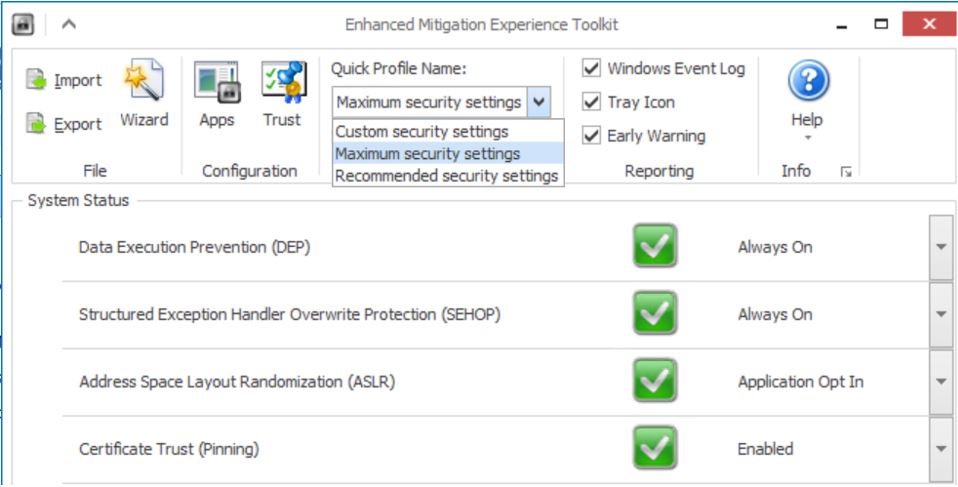 Enhanced Mitigation Experience Toolkit
Import
Export
Wizard
File
Apps
Trust
Configuration
Quick Profile Name:
Maximum security settings
Custom security settings
Maximum security settings
Recommended security settings
Windows Event Log
Tray Icon
Early Warning
Reporting
Help
Info
System Status
Data Execution Prevention (DEP) Always On
Structured Exception Handler Overwrite Protection (SEHOP) Always On
Address Space Layout Randomization (ASLR) Application Opt In
Certificate Trust (Pinning) Enabled